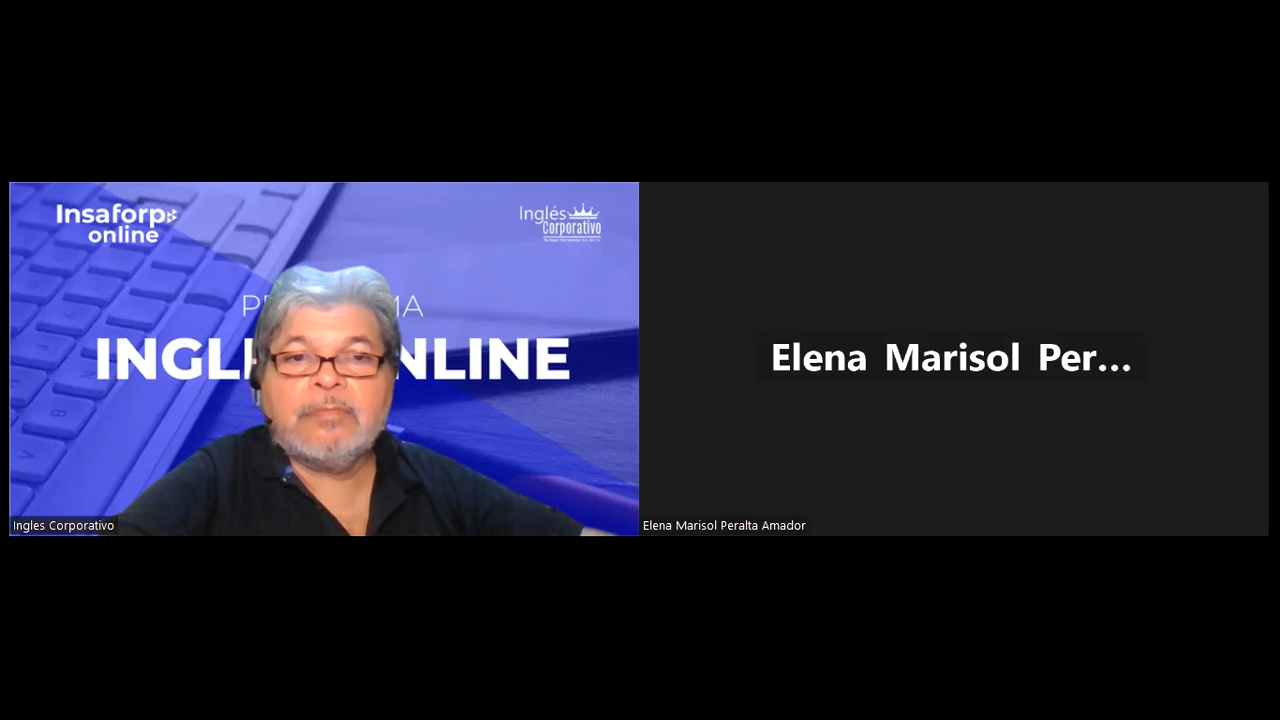 Insaforp
online
Inglés
Corporativo
INGL NLINE
Elena Marisol Per...
Ingles Corporativo
Elena Marisol Peralta Amador